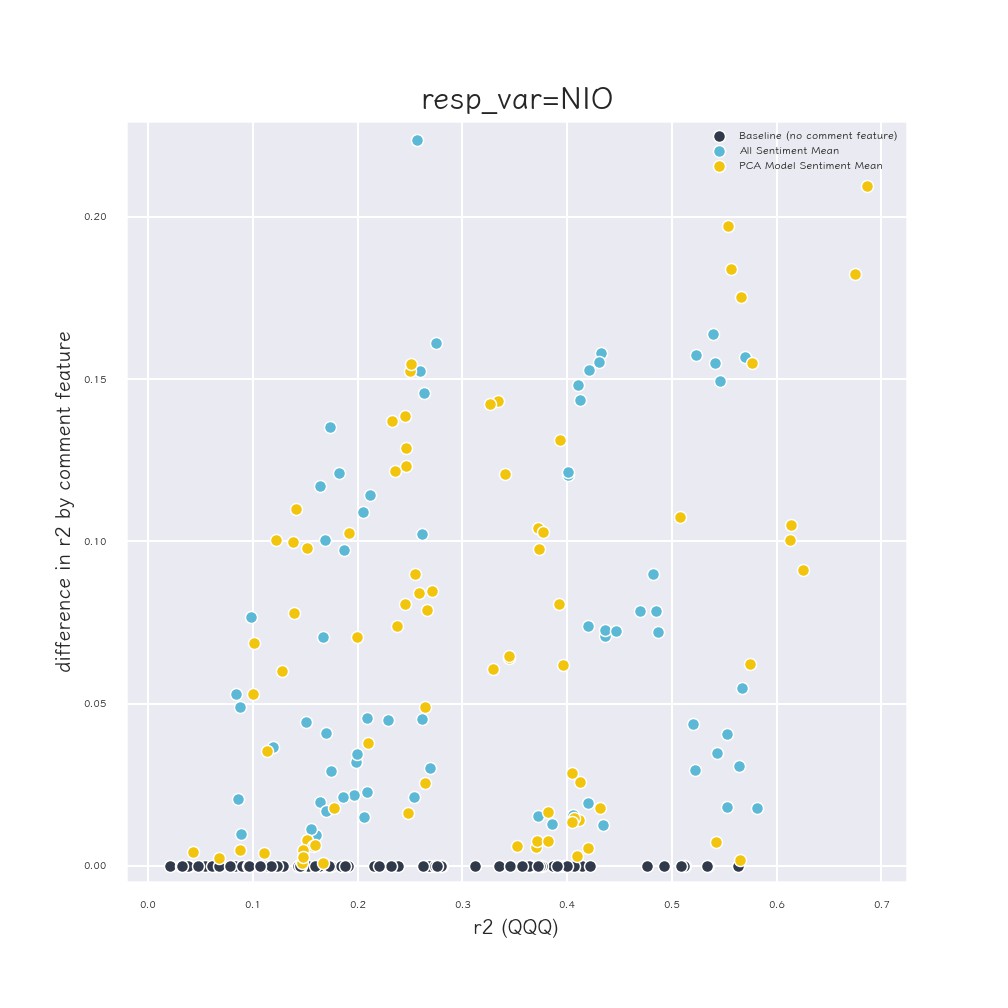 resp_var=NIO
Baseline (no comment feature)
All Sentiment Mean
PCA Model Sentiment Mean
difference in r2 by comment feature
0.20
0.15
0.10
0.05
0.00
0.0 0.1 0.2 0.3 0.4 0.5 0.6 0.7
r2 (QQQ)